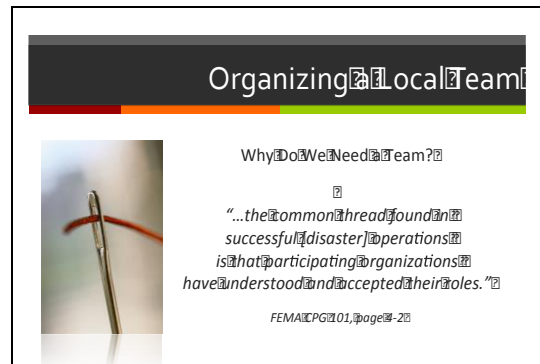 Organizing a Local Team
Why Do We Need a Team?
“...the common thread found in
successful [disaster] operations
is that participating organizations
have understood and accepted their roles.”
FEMA CPG 101, page 4-2